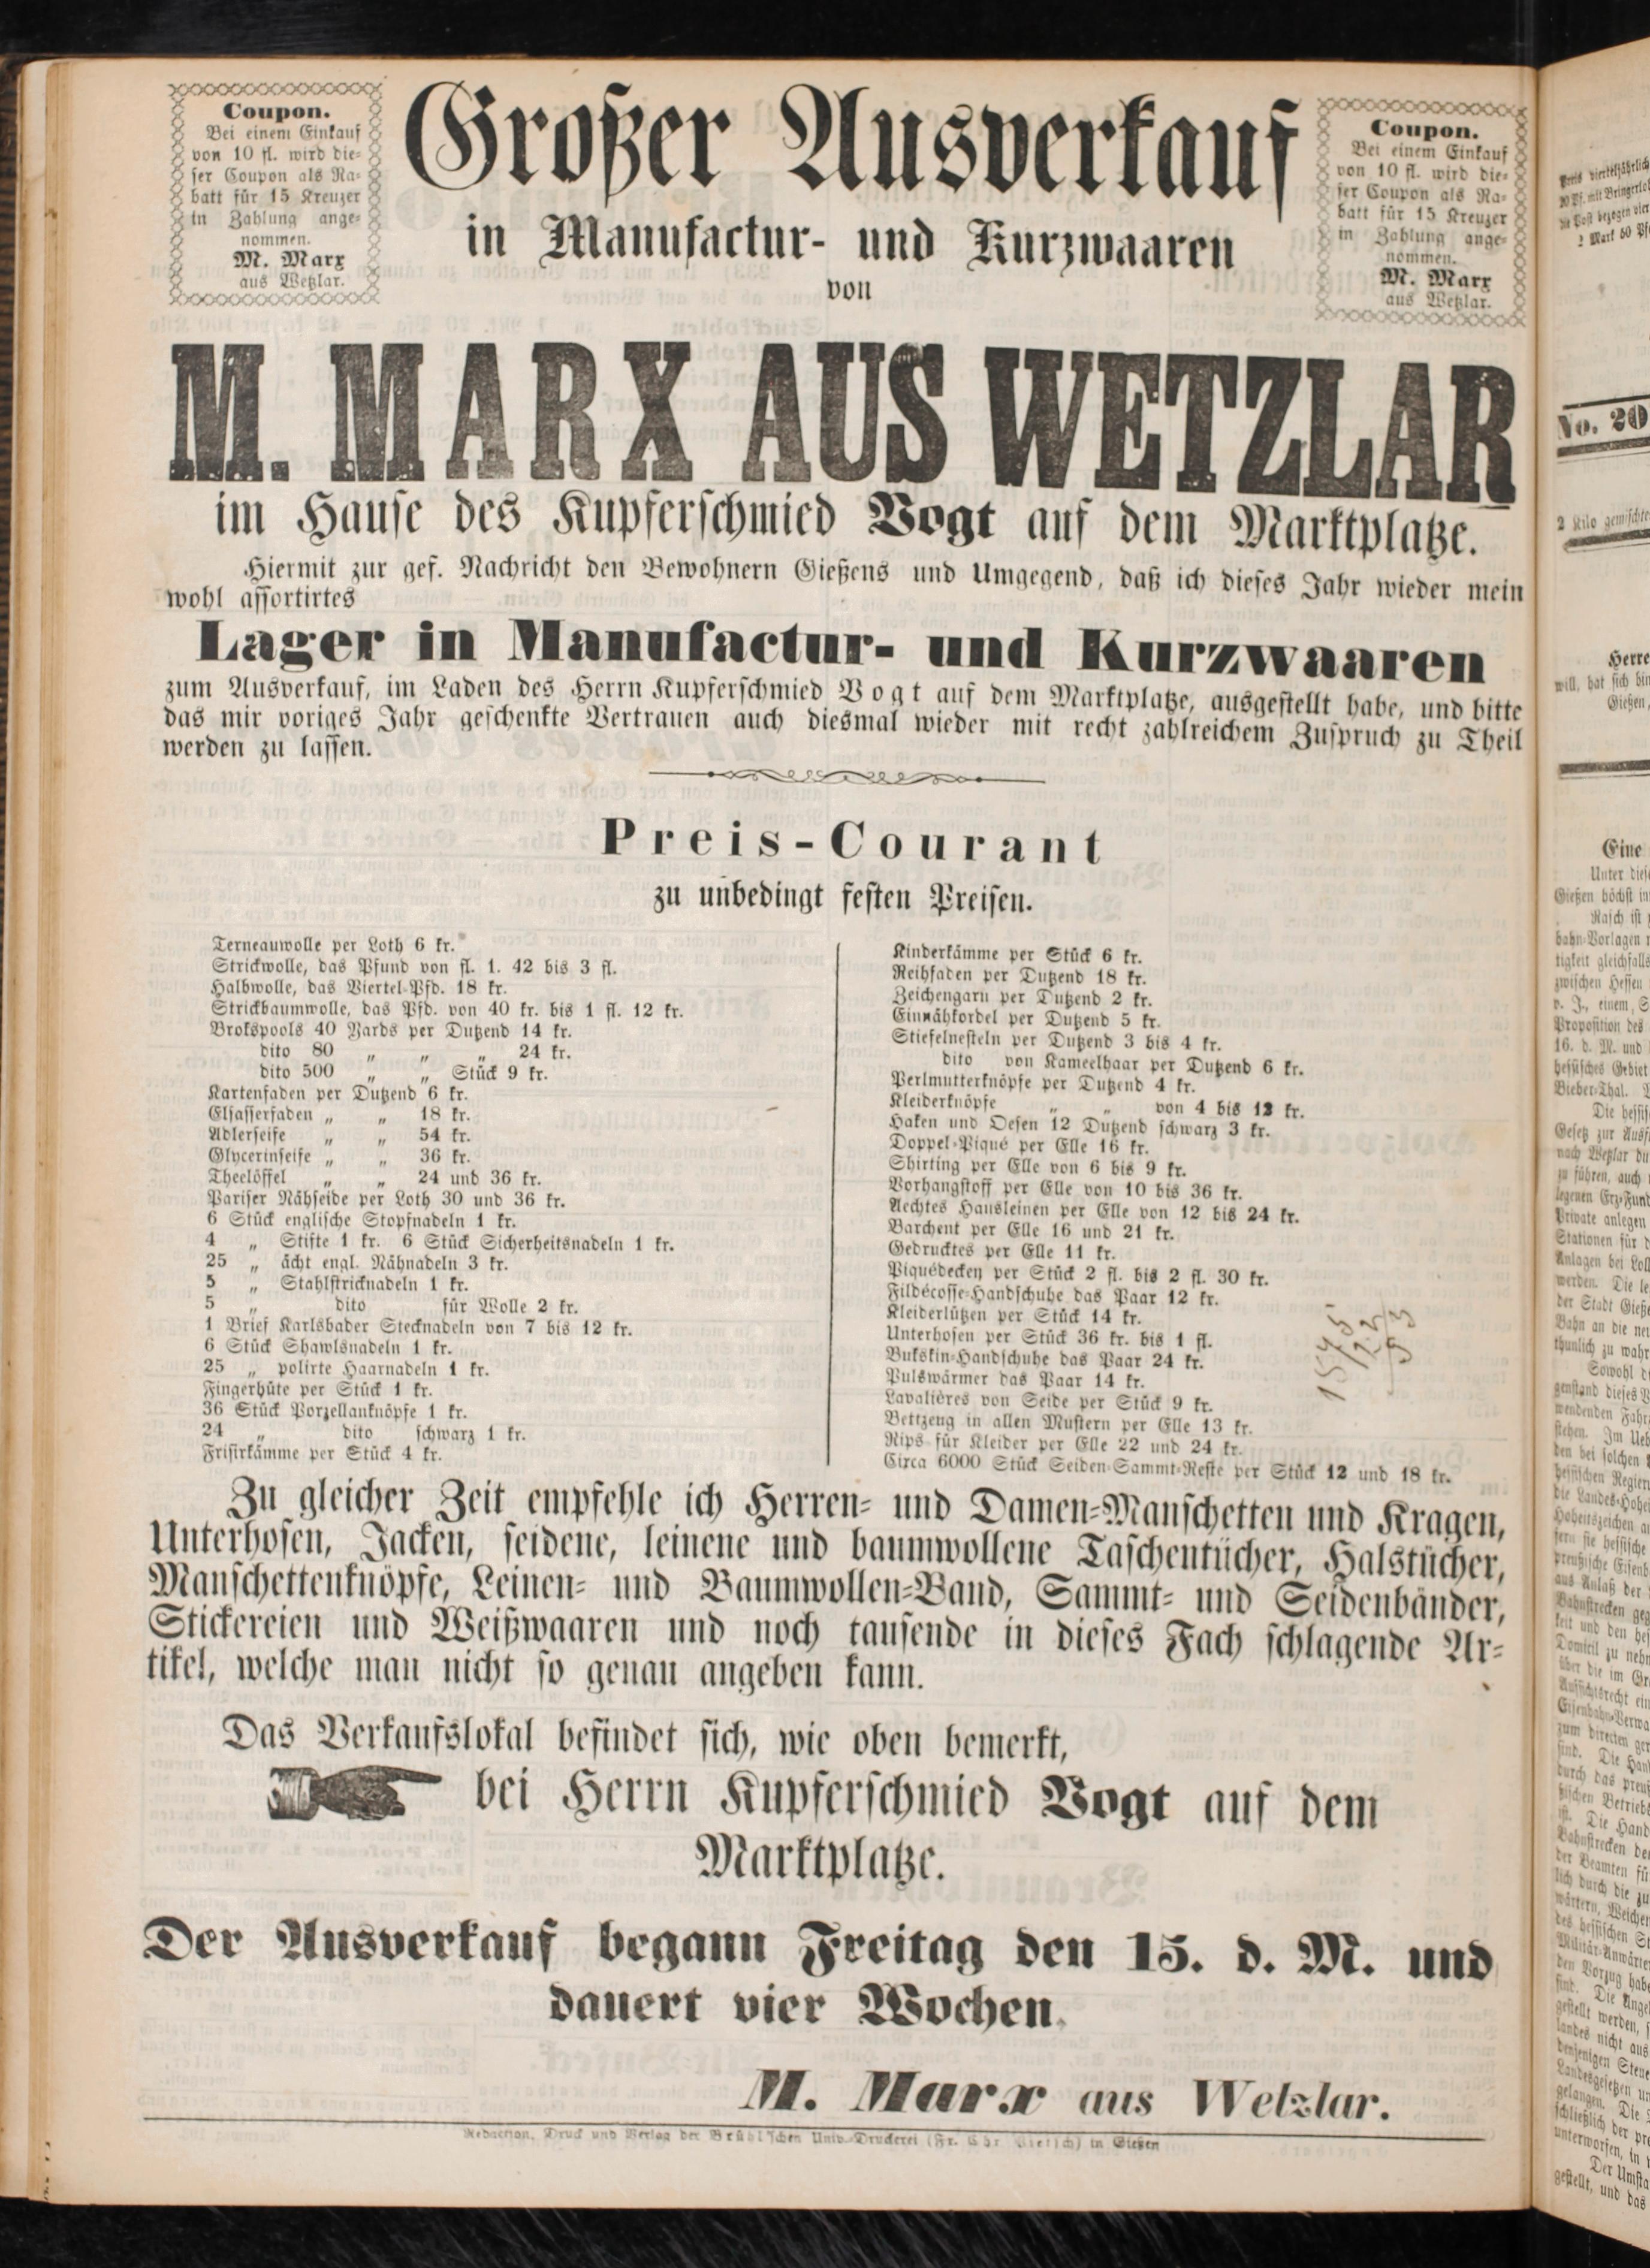 Coupon.
Bei einem Einkauf
von 10 fl. wird die-
ser Coupon als Ra-
batt für 15 Kreuzer
in Zahlung ange-
nommen.
M. Marx
aus Wetzlar.
Großer Ausverkauf
in Manufactur- und Kurzwaaren
von
Coupon.
Bei einem Einkauf
von 10 fl. wird die-
ser Coupon als Ra-
batt für 15 Kreuzer
in Zahlung ange-
nommen.
M. Marx
aus Wetzlar.
M. MARX AUS WETZLAR
im Hause des Kupferschmied Vogt auf dem Marktplatze.
Hiermit zur gef. Nachricht den Bewohnern Gießens und Umgegend, daß ich dieses Jahr wieder mein
wohl assortirtes
Lager in Manufactur- und Kurzwaaren
zum Ausverkauf, im Laden des Herrn Kupferschmied Vogt auf dem Marktplatze, ausgestellt habe, und bitte
das mir voriges Jahr geschenkte Vertrauen auch diesmal wieder mit recht zahlreichem Zuspruch zu Theil
werden zu lassen.
Preis-Courant
zu unbedingt festen Preisen.
Terneauwolle per Loth 6 kr.
Strickwolle, das Pfund von fl. 1. 42 bis 3 fl.
Halbwolle, das Viertel-Pfd. 18 kr.
Strickbaumwolle, das Pfd. von 40 kr. bis 1 fl. 12 kr.
Brokspools 40 Yards per Dutzend 14 kr.
dito 80 „ „ „ 24 kr.
dito 500 „ „ Stück 9 kr.
Kartenfaden per Dutzend 6 kr.
Elsasserfaden „ „ 18 kr.
Adlerseife „ „ 54 kr.
Glycerinseife „ „ 36 kr.
Theelöffel „ „ 24 und 36 kr.
Pariser Nähseide per Loth 30 und 36 kr.
6 Stück englische Stopfnadeln 1 kr.
4 „ Stifte 1 kr. 6 Stück Sicherheitsnadeln 1 kr.
25 „ ächt engl. Nähnadeln 3 kr.
5 „ Stahlstricknadeln 1 kr.
5 „ dito für Wolle 2 kr.
1 Brief Karlsbader Stecknadeln von 7 bis 12 kr.
6 Stück Shawlsnadeln 1 kr.
25 „ polirte Haarnadeln 1 kr.
Fingerhüte per Stück 1 kr.
36 Stück Porzellanknöpfe 1 kr.
24 „ dito schwarz 1 kr.
Frisirkämme per Stück 4 kr.
Kinderkämme per Stück 6 kr.
Reihfaden per Dutzend 18 kr.
Zeichengarn per Dutzend 2 kr.
Einnähkordel per Dutzend 5 kr.
Stiefelnesteln per Dutzend 3 bis 4 kr.
dito von Kameelhaar per Dutzend 6 kr.
Perlmutterknöpfe per Dutzend 4 kr.
Kleiderknöpfe „ „ von 4 bis 12 kr.
Haken und Oesen 12 Dutzend schwarz 3 kr.
Doppel-Piqué per Elle 16 kr.
Shirting per Elle von 6 bis 9 kr.
Vorhangstoff per Elle von 10 bis 36 kr.
Aechtes Hausleinen per Elle von 12 bis 24 kr.
Barchent per Elle 16 und 21 kr.
Gedrucktes per Elle 11 kr.
Piquédecken per Stück 2 fl. bis 2 fl. 30 kr.
Fildécosse-Handschuhe das Paar 12 kr.
Kleiderlützen per Stück 14 kr.
Unterhosen per Stück 36 kr. bis 1 fl.
Bukskin-Handschuhe das Paar 24 kr.
Pulswärmer das Paar 14 kr.
Lavalières von Seide per Stück 9 kr.
Bettzeug in allen Mustern per Elle 13 kr.
Rips für Kleider per Elle 22 und 24 kr.
Circa 6000 Stück Seiden-Sammt-Reste per Stück 12 und 18 kr.
Zu gleicher Zeit empfehle ich Herren- und Damen-Manschetten und Kragen,
Unterhosen, Jacken, seidene, leinene und baumwollene Taschentücher, Halstücher,
Manschettenknöpfe, Leinen- und Baumwollen-Band, Sammt- und Seidenbänder,
Stickereien und Weißwaaren und noch tausende in dieses Fach schlagende Ar-
tikel, welche man nicht so genau angeben kann.
Das Verkaufslokal befindet sich, wie oben bemerkt,
bei Herrn Kupferschmied Vogt auf dem
Marktplatze.
Der Ausverkauf begann Freitag den 15. d. M. und
dauert vier Wochen.
M. Marx aus Wetzlar.
Redaction, Druck und Verlag der Brühl'schen Univ.-Druckerei (Fr. Chr. Pietsch) in Gießen
No. 20